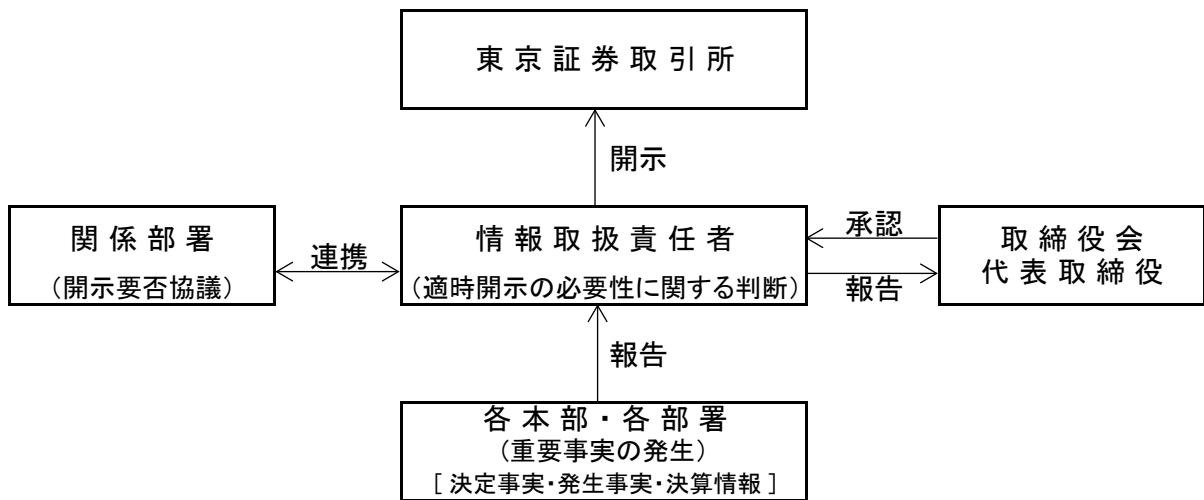 東京証券取引所
開示
関係部署
(開示要否協議)
連携
情報取扱責任者
(適時開示の必要性に関する判断)
承認
報告
取締役会
代表取締役
報告
各本部・各部署
(重要事実の発生)
[ 決定事実・発生事実・決算情報 ]